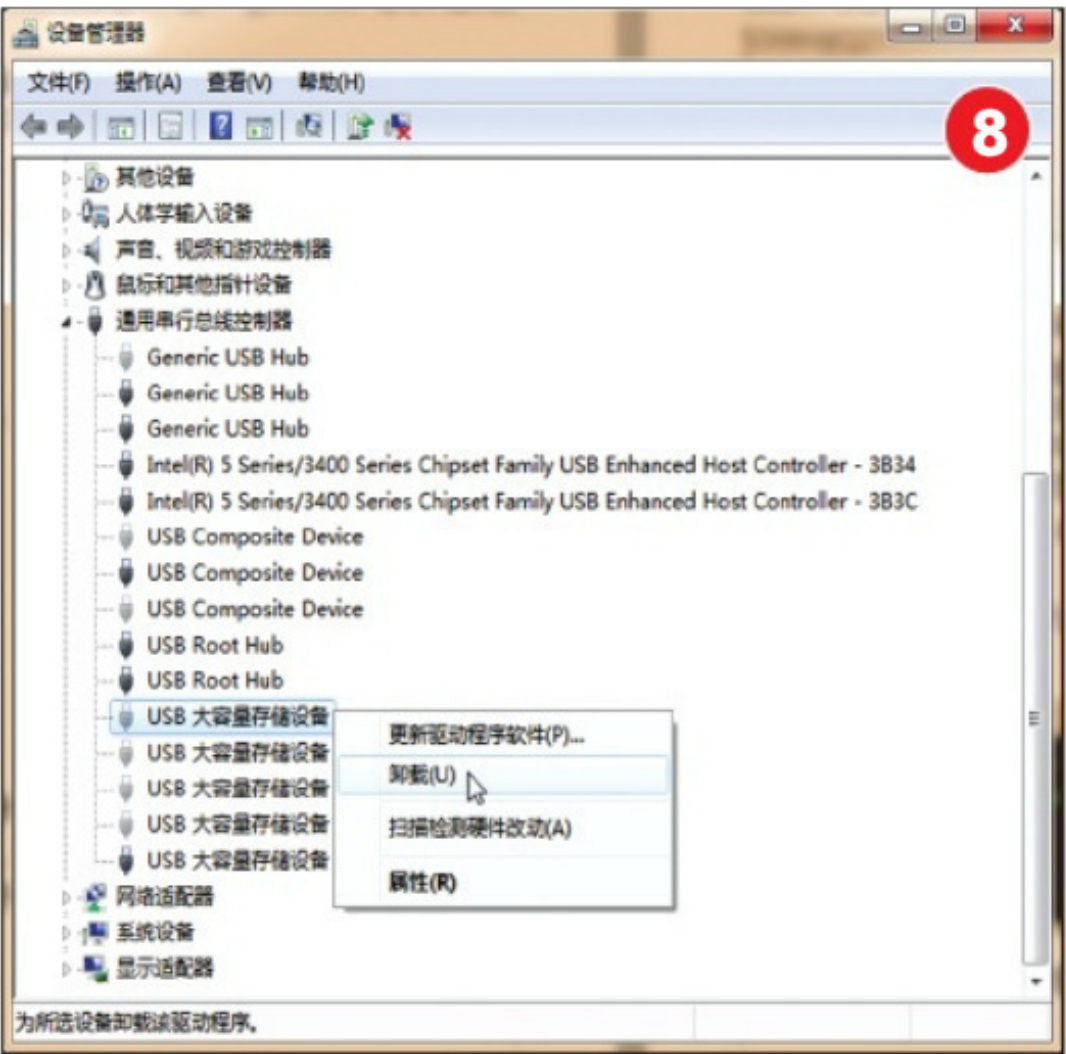 设备管理器
文件(F) 操作(A) 查看(V) 帮助(H)
8
其他设备
人体学输入设备
声音、视频和游戏控制器
鼠标和其他指针设备
通用串行总线控制器
Generic USB Hub
Generic USB Hub
Generic USB Hub
Intel(R) 5 Series/3400 Series Chipset Family USB Enhanced Host Controller - 3B34
Intel(R) 5 Series/3400 Series Chipset Family USB Enhanced Host Controller - 3B3C
USB Composite Device
USB Composite Device
USB Composite Device
USB Root Hub
USB Root Hub
USB 大容量存储设备
USB 大容量存储设备
USB 大容量存储设备
USB 大容量存储设备
USB 大容量存储设备
更新驱动程序软件(P)...
卸载(U)
扫描检测硬件改动(A)
属性(R)
网络适配器
系统设备
显示适配器
为所选设备卸载该驱动程序。